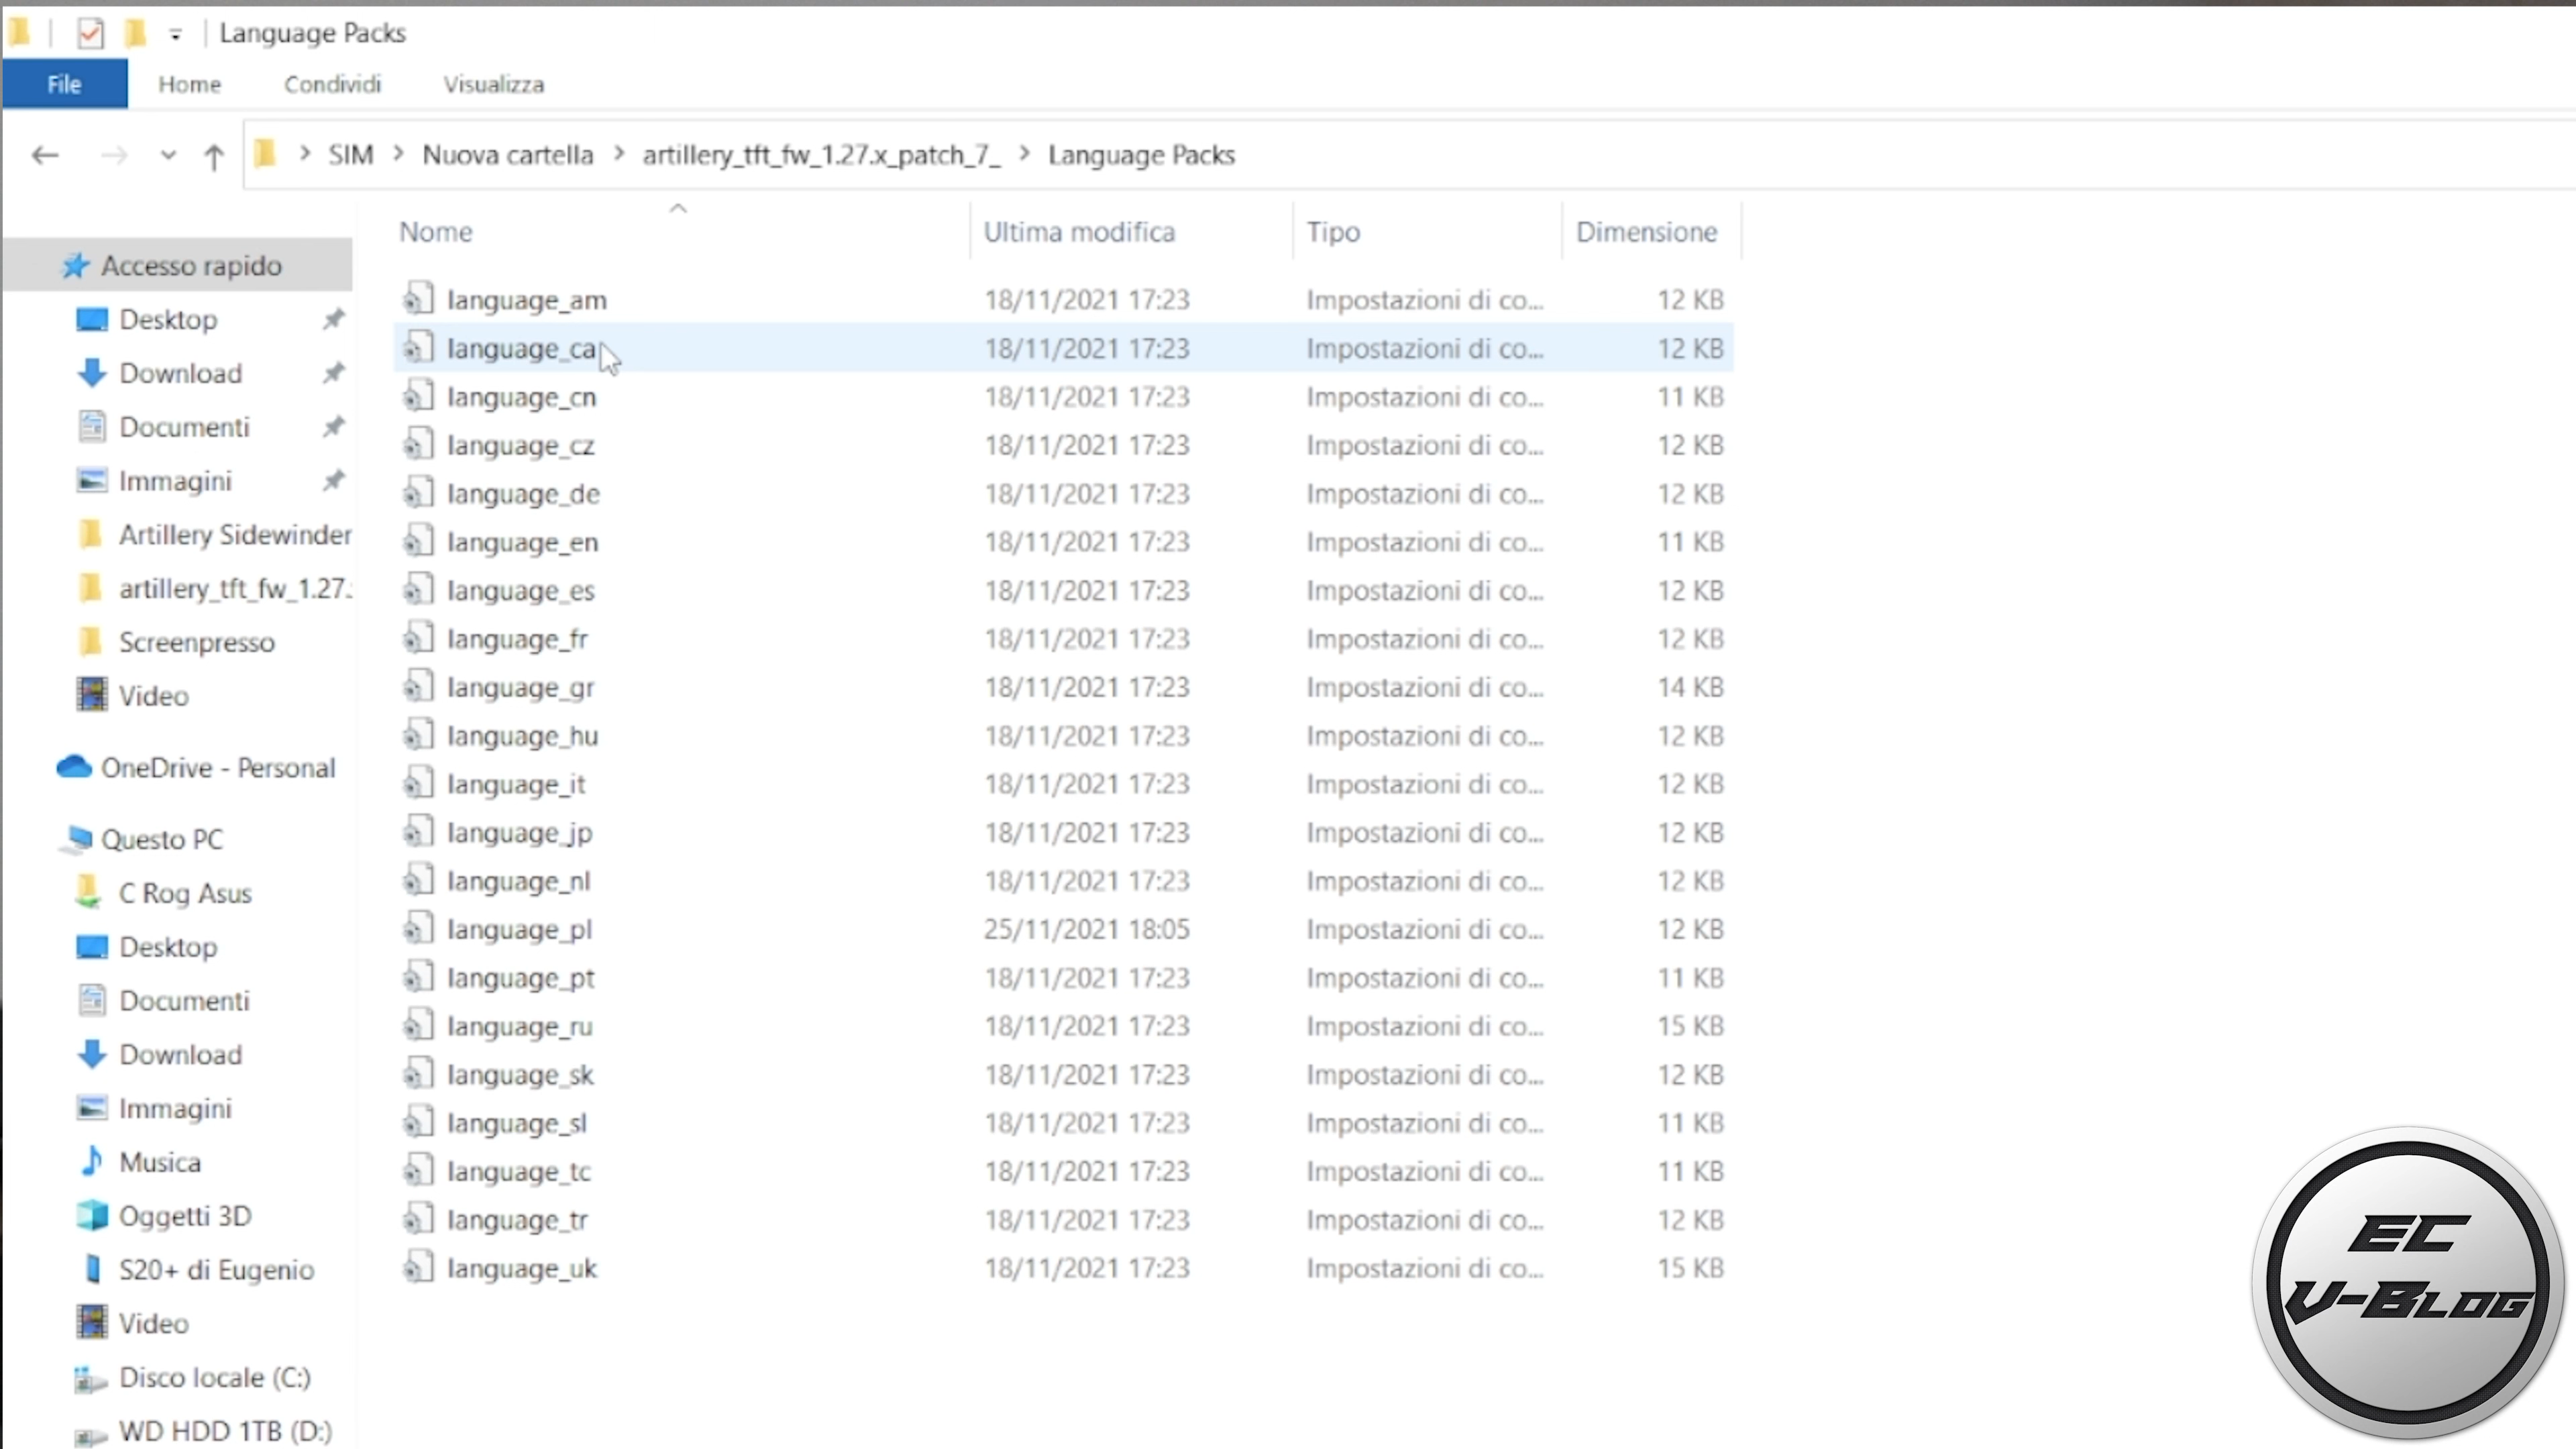 Language Packs
File Home Condividi Visualizza
SIM > Nuova cartella > artillery_tft_fw_1.27.x_patch_7_ > Language Packs
Nome Ultima modifica Tipo Dimensione
Accesso rapido
Desktop
Download
Documenti
Immagini
Artillery Sidewinder
artillery_tft_fw_1.27.
Screenpresso
Video
OneDrive - Personal
Questo PC
C Rog Asus
Desktop
Documenti
Download
Immagini
Musica
Oggetti 3D
S20+ di Eugenio
Video
Disco locale (C:)
WD HDD 1TB (D:)
language_am 18/11/2021 17:23 Impostazioni di co... 12 KB
language_ca 18/11/2021 17:23 Impostazioni di co... 12 KB
language_cn 18/11/2021 17:23 Impostazioni di co... 11 KB
language_cz 18/11/2021 17:23 Impostazioni di co... 12 KB
language_de 18/11/2021 17:23 Impostazioni di co... 12 KB
language_en 18/11/2021 17:23 Impostazioni di co... 11 KB
language_es 18/11/2021 17:23 Impostazioni di co... 12 KB
language_fr 18/11/2021 17:23 Impostazioni di co... 12 KB
language_gr 18/11/2021 17:23 Impostazioni di co... 14 KB
language_hu 18/11/2021 17:23 Impostazioni di co... 12 KB
language_it 18/11/2021 17:23 Impostazioni di co... 12 KB
language_jp 18/11/2021 17:23 Impostazioni di co... 12 KB
language_nl 18/11/2021 17:23 Impostazioni di co... 12 KB
language_pl 25/11/2021 18:05 Impostazioni di co... 12 KB
language_pt 18/11/2021 17:23 Impostazioni di co... 11 KB
language_ru 18/11/2021 17:23 Impostazioni di co... 15 KB
language_sk 18/11/2021 17:23 Impostazioni di co... 12 KB
language_sl 18/11/2021 17:23 Impostazioni di co... 11 KB
language_tc 18/11/2021 17:23 Impostazioni di co... 11 KB
language_tr 18/11/2021 17:23 Impostazioni di co... 12 KB
language_uk 18/11/2021 17:23 Impostazioni di co... 15 KB
EC
V-BLOG